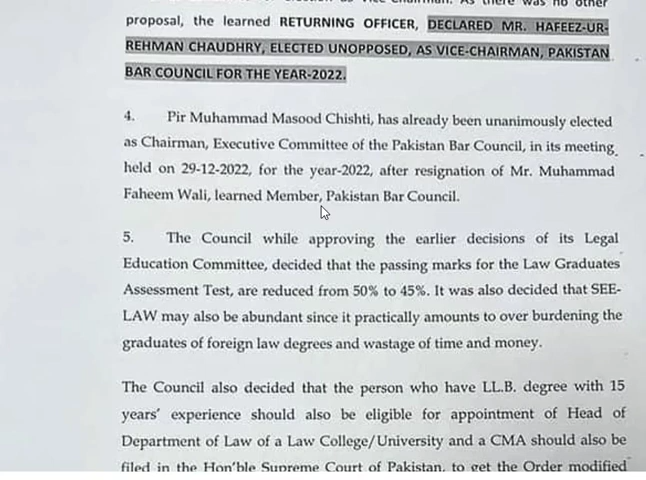 proposal, the learned RETURNING OFFICER, DECLARED MR. HAFEEZ-UR-
REHMAN CHAUDHRY, ELECTED UNOPPOSED, AS VICE-CHAIRMAN, PAKISTAN
BAR COUNCIL FOR THE YEAR-2022.
4. Pir Muhammad Masood Chishti, has already been unanimously elected
as Chairman, Executive Committee of the Pakistan Bar Council, in its meeting
held on 29-12-2022, for the year-2022, after resignation of Mr. Muhammad
Faheem Wali, learned Member, Pakistan Bar Council.
5. The Council while approving the earlier decisions of its Legal
Education Committee, decided that the passing marks for the Law Graduates
Assessment Test, are reduced from 50% to 45%. It was also decided that SEE-
LAW may also be abundant since it practically amounts to over burdening the
graduates of foreign law degrees and wastage of time and money.
The Council also decided that the person who have LL.B. degree with 15
years' experience should also be eligible for appointment of Head of
Department of Law of a Law College/University and a CMA should also be
filed in the Hon'ble Supreme Court of Pakistan, to get the Order modified